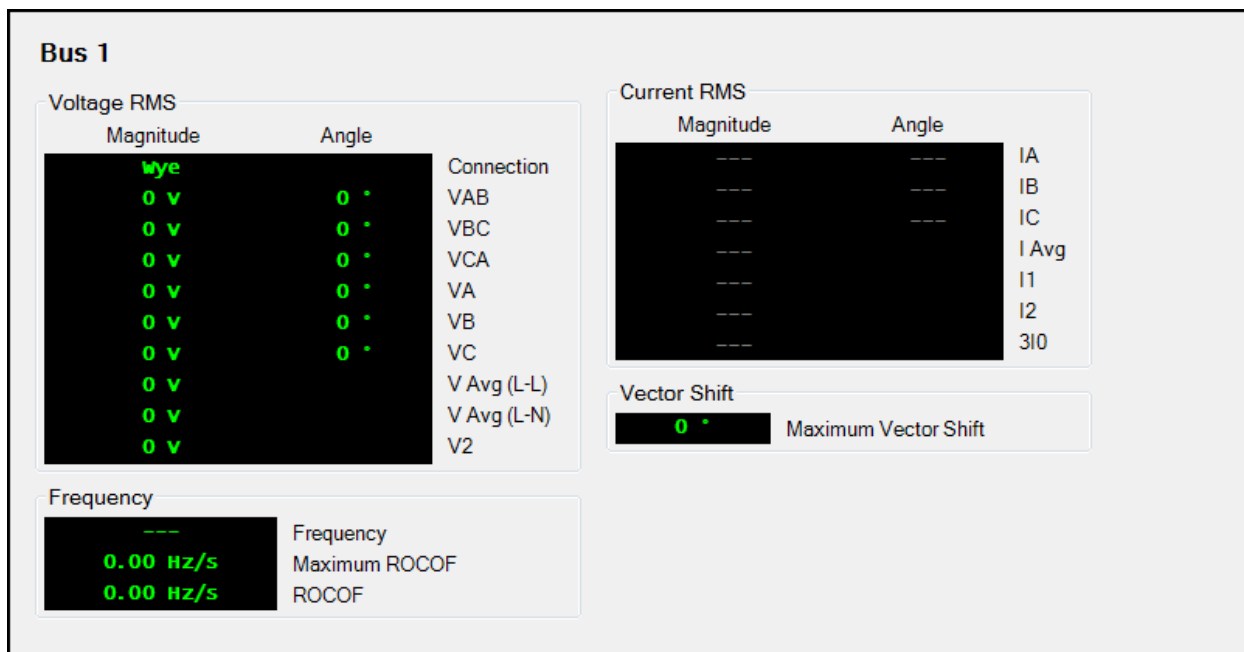 Bus 1
Voltage RMS
Magnitude Angle
Wye Connection
0 V 0 ° VAB
0 V 0 ° VBC
0 V 0 ° VCA
0 V 0 ° VA
0 V 0 ° VB
0 V 0 ° VC
0 V V Avg (L-L)
0 V V Avg (L-N)
0 V V2
Frequency
--- Frequency
0.00 Hz/s Maximum ROCOF
0.00 Hz/s ROCOF
Current RMS
Magnitude Angle
--- --- IA
--- --- IB
--- --- IC
--- I Avg
--- I1
--- I2
--- 3I0
Vector Shift
0 ° Maximum Vector Shift